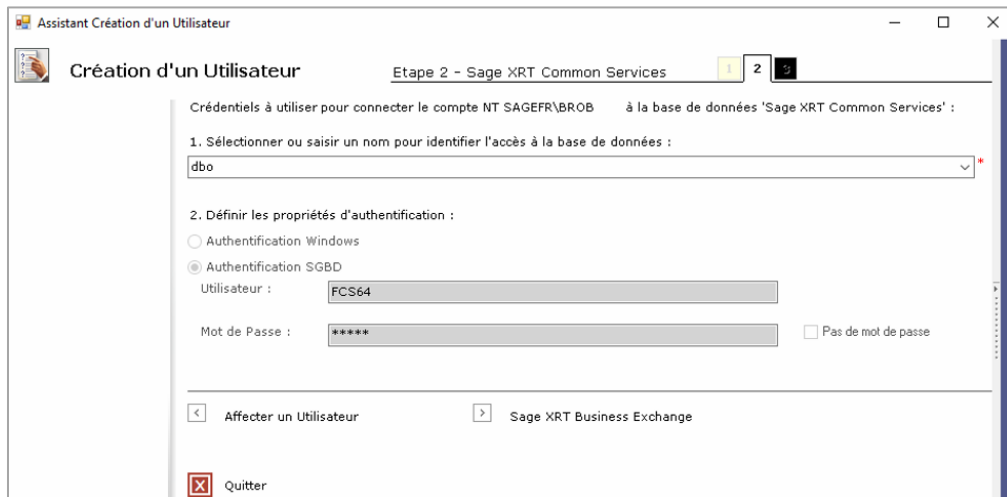 Assistant Création d'un Utilisateur
Création d'un Utilisateur
Etape 2 - Sage XRT Common Services 1 2 3
Crédentiels à utiliser pour connecter le compte NT SAGEFR\BROB à la base de données 'Sage XRT Common Services' :
1. Sélectionner ou saisir un nom pour identifier l'accès à la base de données :
dbo *
2. Définir les propriétés d'authentification :
Authentification Windows
Authentification SGBD
Utilisateur : FCS64
Mot de Passe : ***** Pas de mot de passe
< Affecter un Utilisateur > Sage XRT Business Exchange
X Quitter